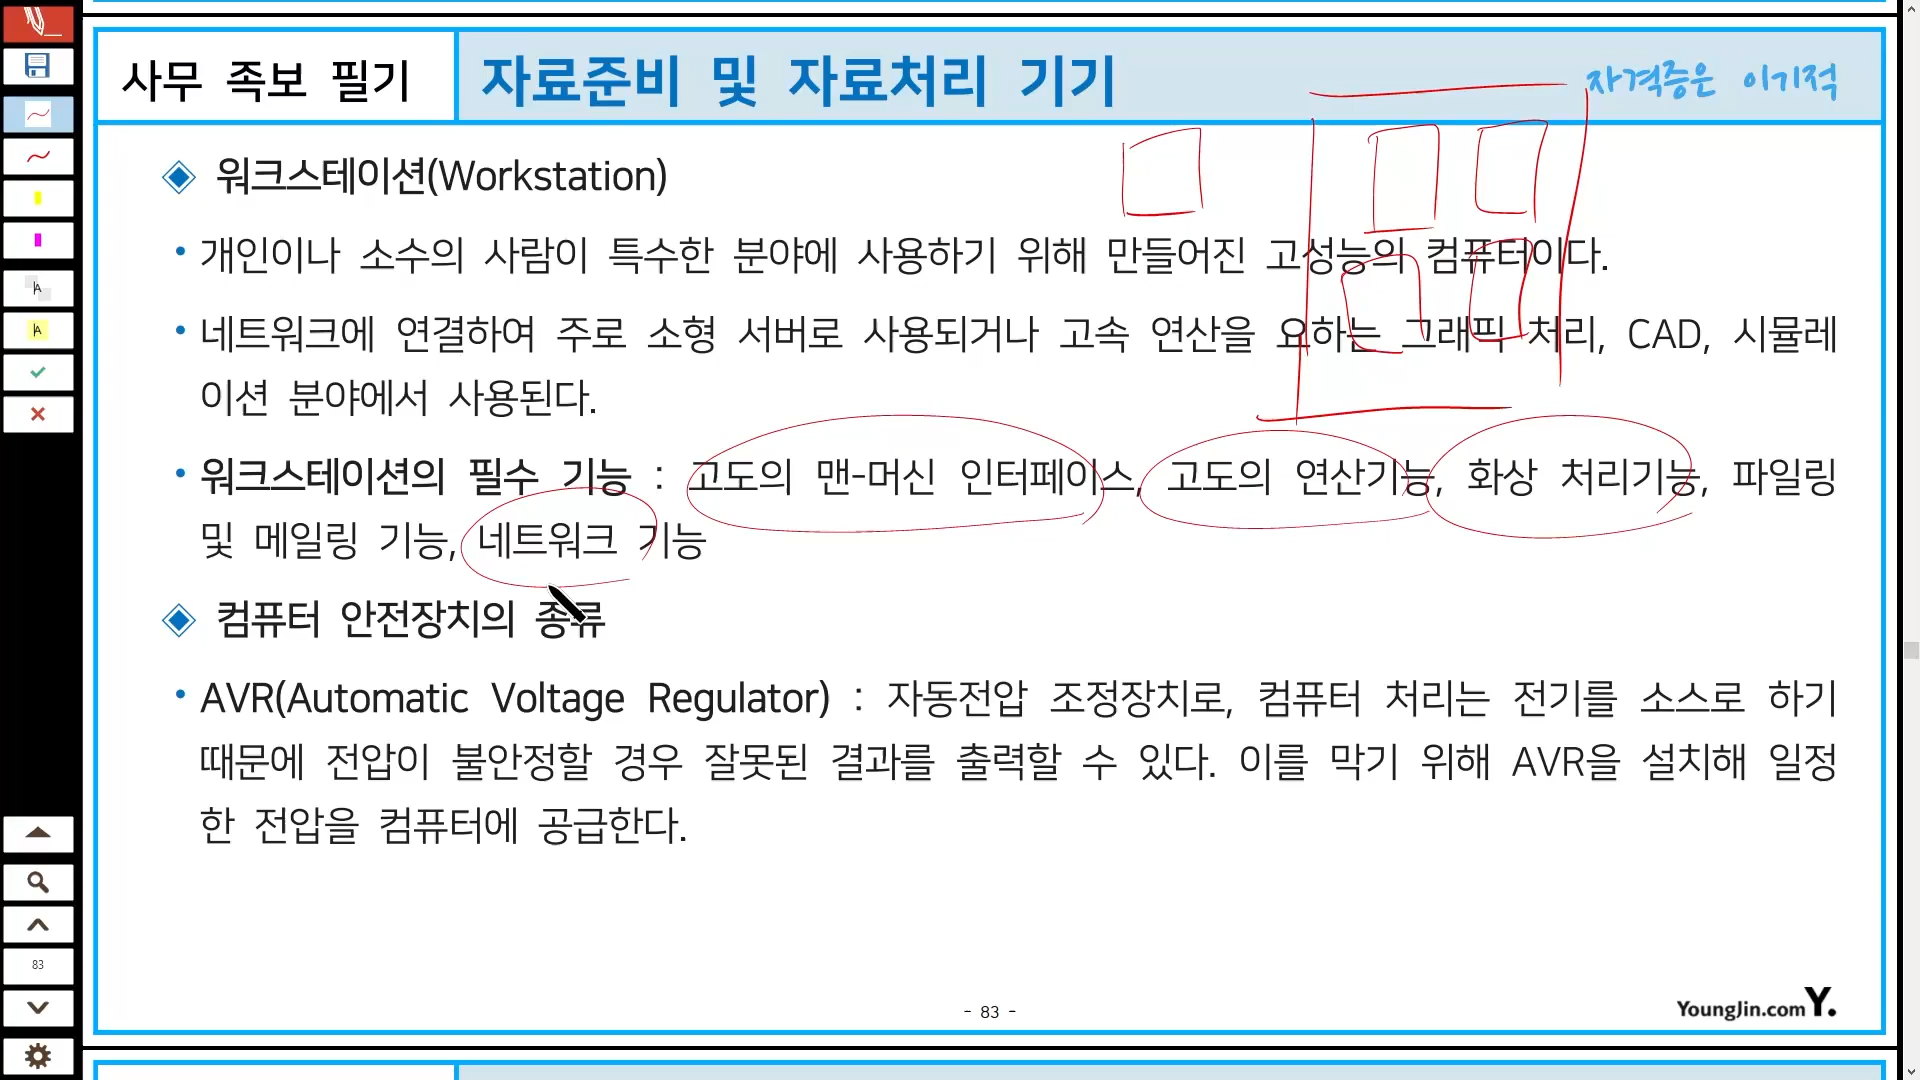 사무 족보 필기
자료준비 및 자료처리 기기
자격증은 이기적
워크스테이션(Workstation)
• 개인이나 소수의 사람이 특수한 분야에 사용하기 위해 만들어진 고성능의 컴퓨터이다.
• 네트워크에 연결하여 주로 소형 서버로 사용되거나 고속 연산을 요하는 그래픽 처리, CAD, 시뮬레
이션 분야에서 사용된다.
• 워크스테이션의 필수 기능 : 고도의 맨-머신 인터페이스, 고도의 연산기능, 화상 처리기능, 파일링
및 메일링 기능, 네트워크 기능
컴퓨터 안전장치의 종류
• AVR(Automatic Voltage Regulator) : 자동전압 조정장치로, 컴퓨터 처리는 전기를 소스로 하기
때문에 전압이 불안정할 경우 잘못된 결과를 출력할 수 있다. 이를 막기 위해 AVR을 설치해 일정
한 전압을 컴퓨터에 공급한다.
83
- 83 -
YoungJin.com Y.